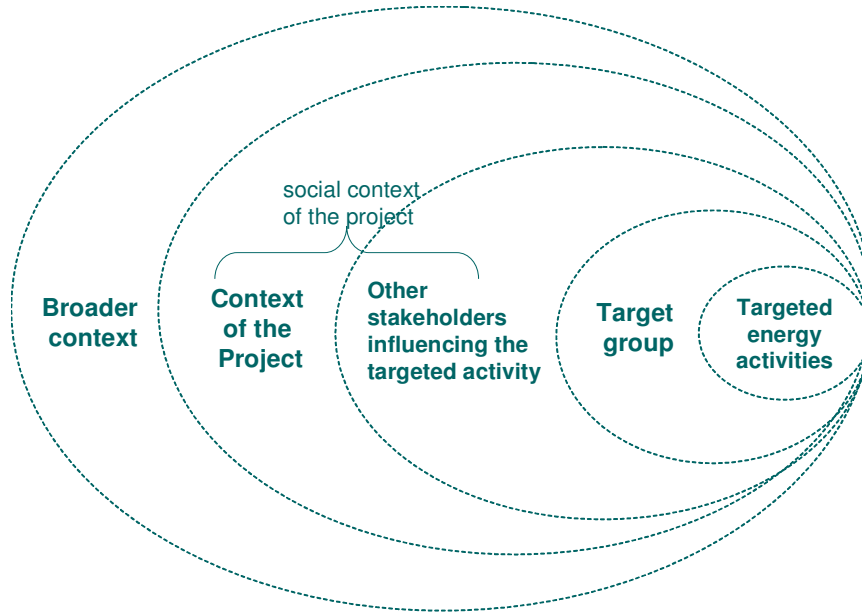 social context
of the project
Broader
context
Context
of the
Project
Other
stakeholders
influencing the
targeted activity
Target
group
Targeted
energy
activities